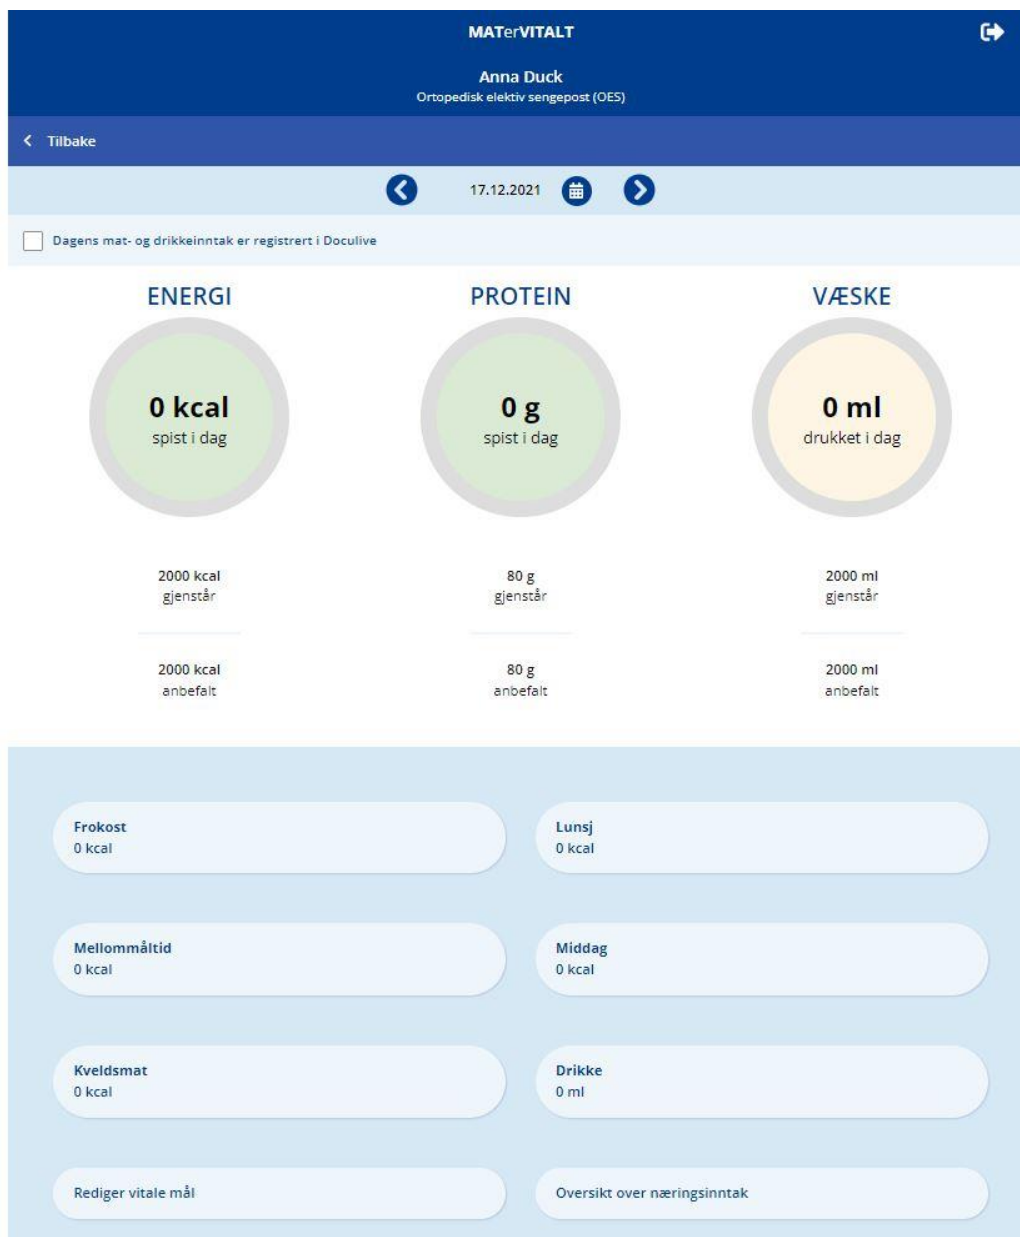 MATerVITALT
Anna Duck
Ortopedisk elektiv sengepost (OES)
Tilbake
17.12.2021
Dagens mat- og drikkeinntak er registrert i Doculive
ENERGI
PROTEIN
VÆSKE
0 kcal
spist i dag
0 g
spist i dag
0 ml
drukket i dag
2000 kcal
gjenstår
80 g
gjenstår
2000 ml
gjenstår
2000 kcal
anbefalt
80 g
anbefalt
2000 ml
anbefalt
Frokost
0 kcal
Lunsj
0 kcal
Mellommåltid
0 kcal
Middag
0 kcal
Kveldsmat
0 kcal
Drikke
0 ml
Rediger vitale mål
Oversikt over næringsinntak